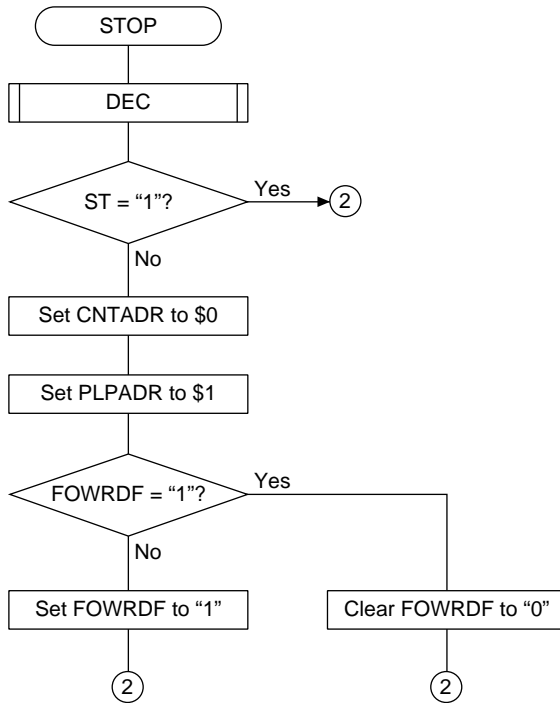 STOP
DEC
ST = “1”?
Yes
2
No
Set CNTADR to $0
Set PLPADR to $1
FOWRDF = “1”?
Yes
No
Set FOWRDF to “1”
Clear FOWRDF to “0”
2
2